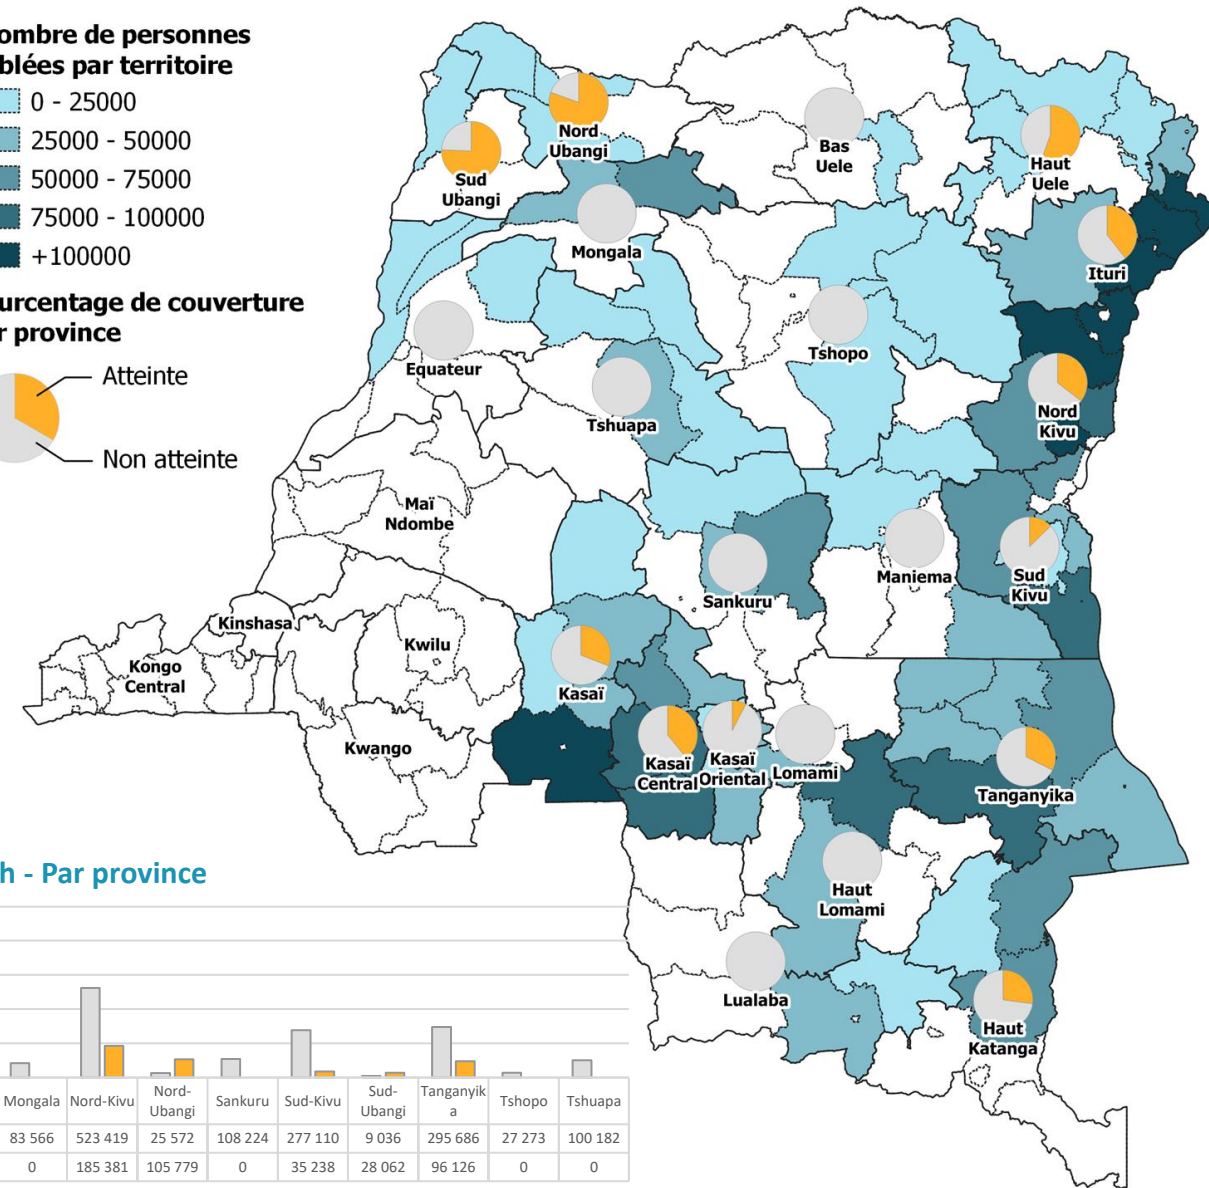 ombre de personnes
blées par territoire
0 - 25000
25000 - 50000
50000 - 75000
75000 - 100000
+100000
urcentage de couverture
r province
Atteinte
Non atteinte
Nord
Ubangi
Sud
Ubangi
Bas
Uele
Haut
Uele
Mongala
Ituri
Equateur
Tshopo
Tshuapa
Nord
Kivu
Maï
Ndombe
Sankuru
Maniema
Sud
Kivu
Kinshasa
Kongo
Central
Kwilu
Kasaï
Kwango
Kasaï
Central
Kasaï
Oriental
Lomami
Tanganyika
Haut
Lomami
Lualaba
Haut
Katanga
h - Par province
Mongala Nord-Kivu Nord-Ubangi Sankuru Sud-Kivu Sud-Ubangi Tanganyika Tshopo Tshuapa
83 566 523 419 25 572 108 224 277 110 9 036 295 686 27 273 100 182
0 185 381 105 779 0 35 238 28 062 96 126 0 0